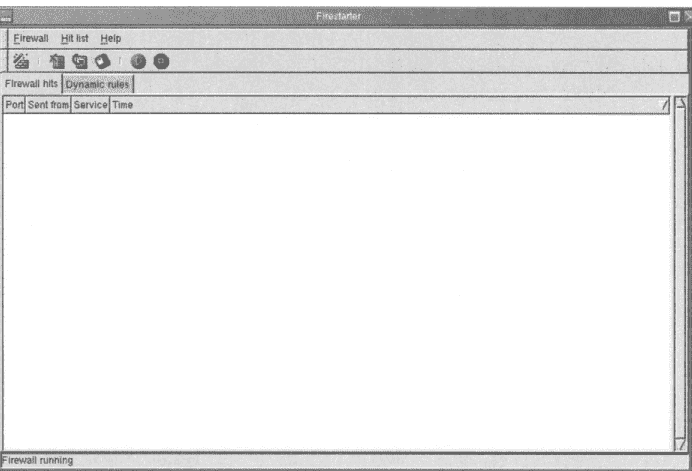 Firestarter
Firewall Hit list Help
Firewall hits Dynamic rules
Port Sent from Service Time
Firewall running